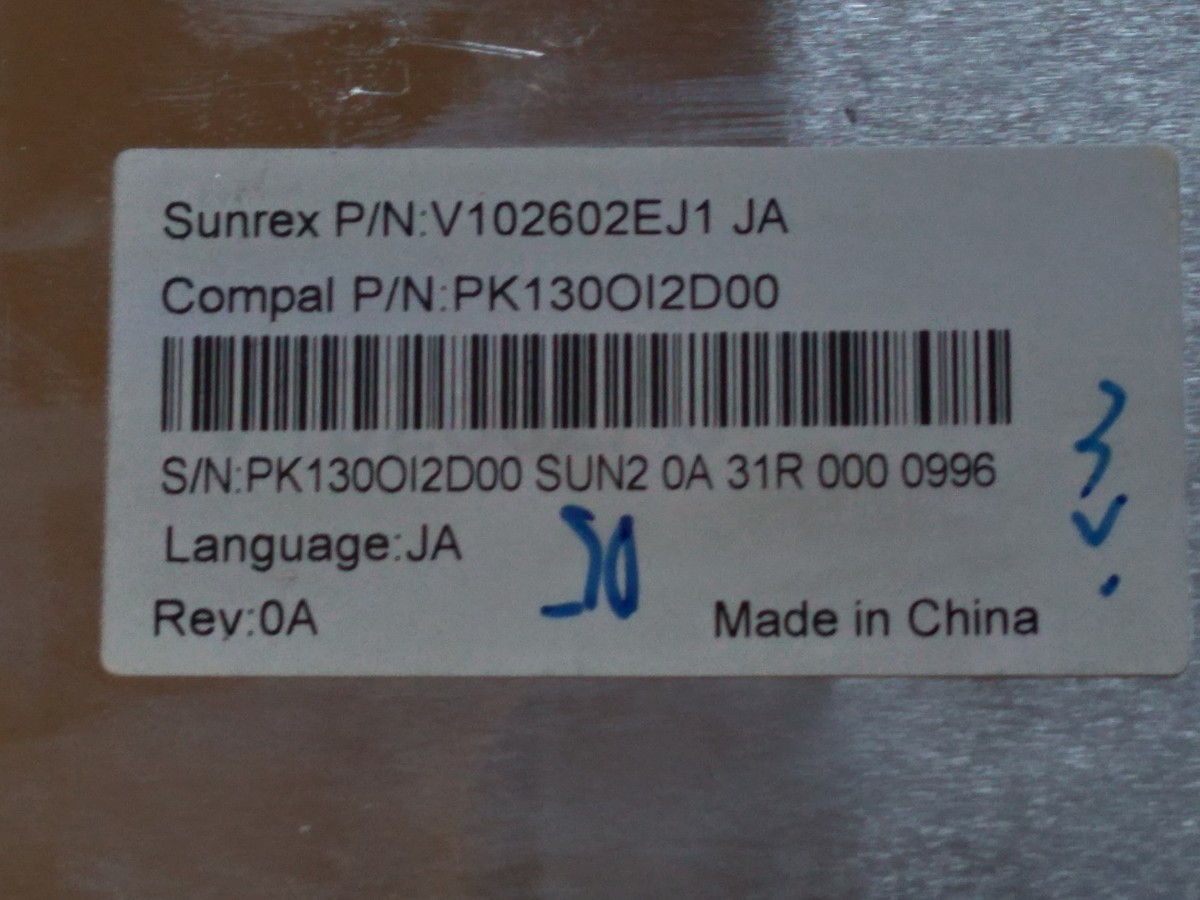 Sunrex P/N:V102602EJ1 JA
Compal P/N:PK130OI2D00
S/N:PK130OI2D00 SUN2 0A 31R 000 0996
Language:JA
Rev:0A
Made in China